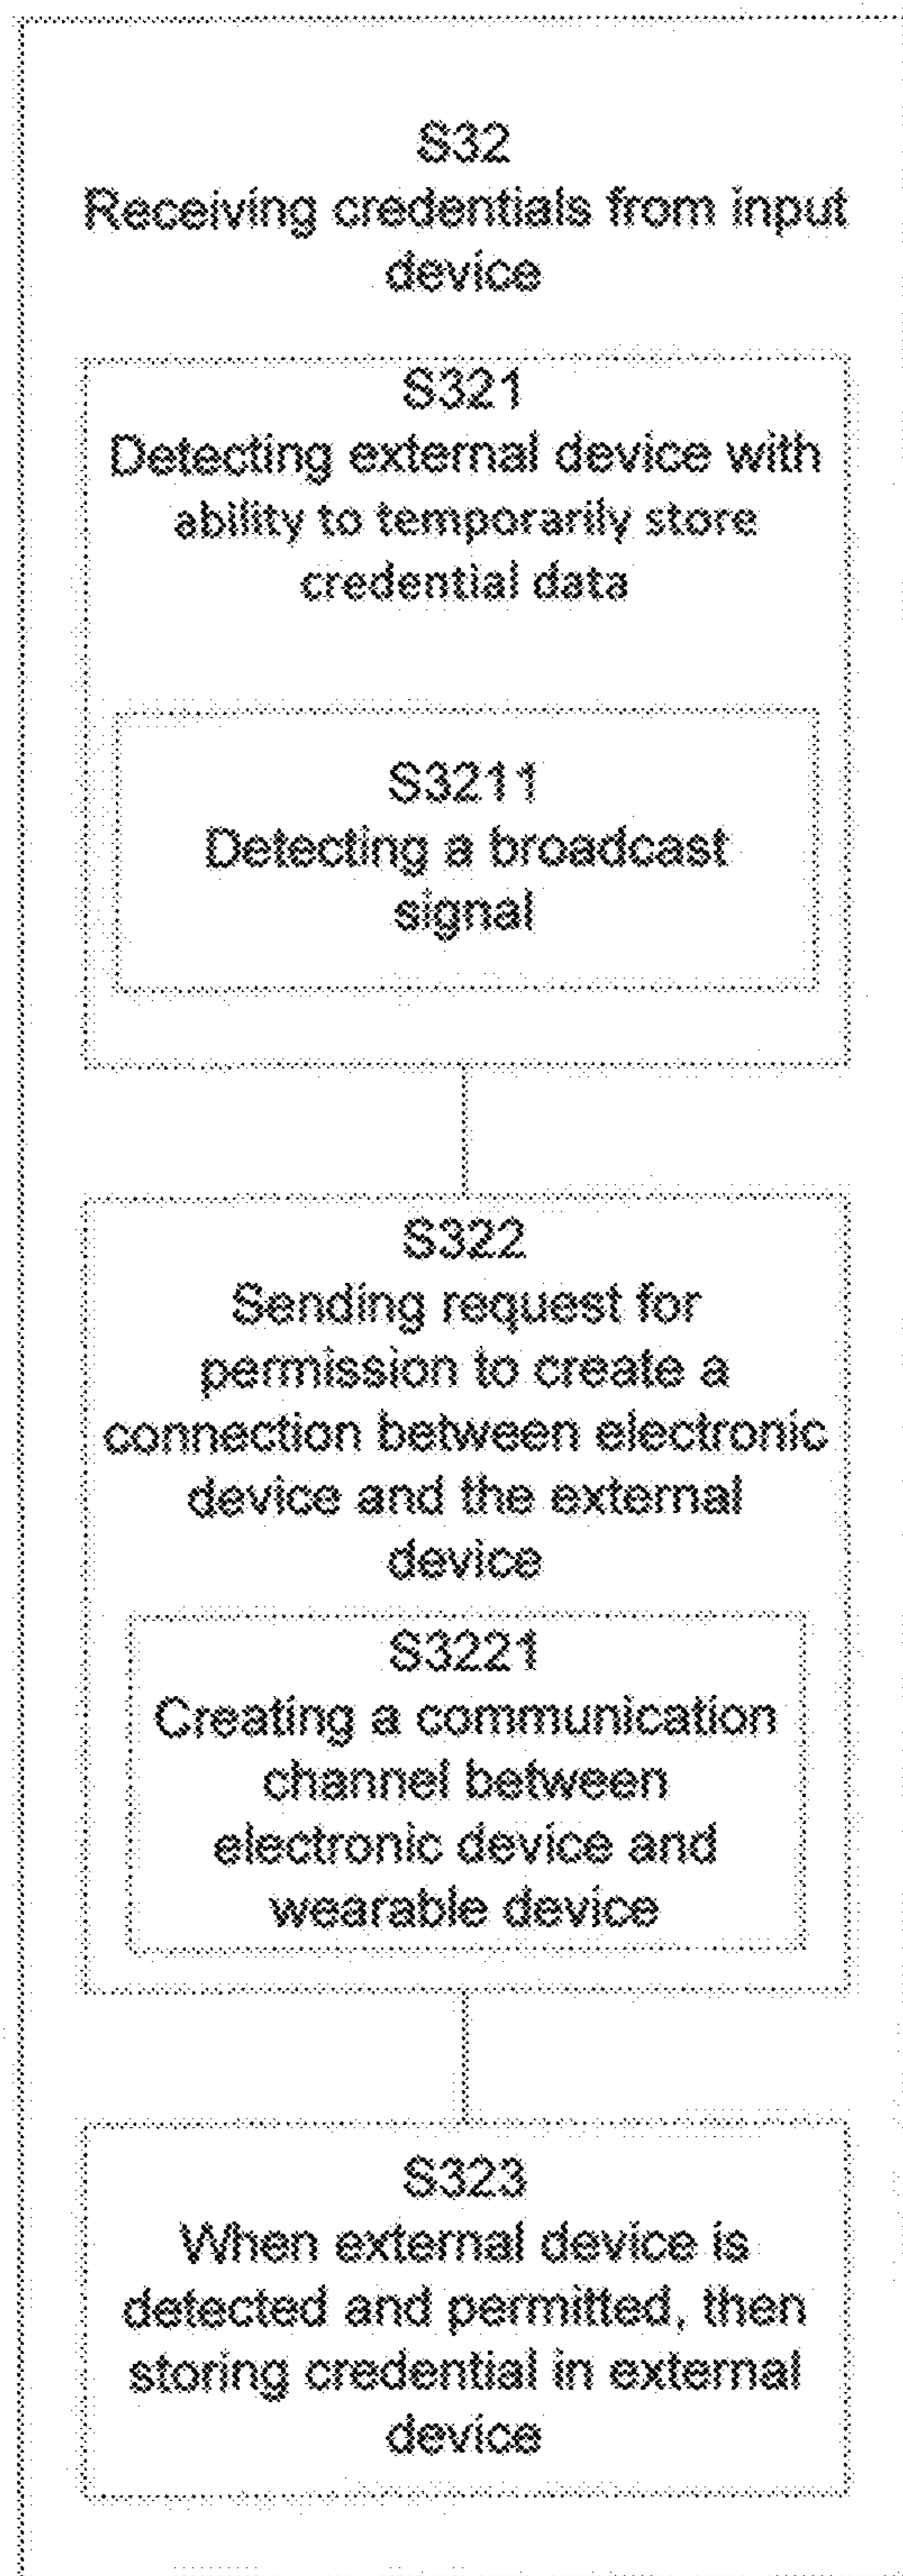 S32
Receiving credentials from input
device
S321
Detecting external device with
ability to temporarily store
credential data
S3211
Detecting a broadcast
signal
S322
Sending request for
permission to create a
connection between electronic
device and the external
device
S3221
Creating a communication
channel between
electronic device and
wearable device
S323
When external device is
detected and permitted, then
storing credential in external
device